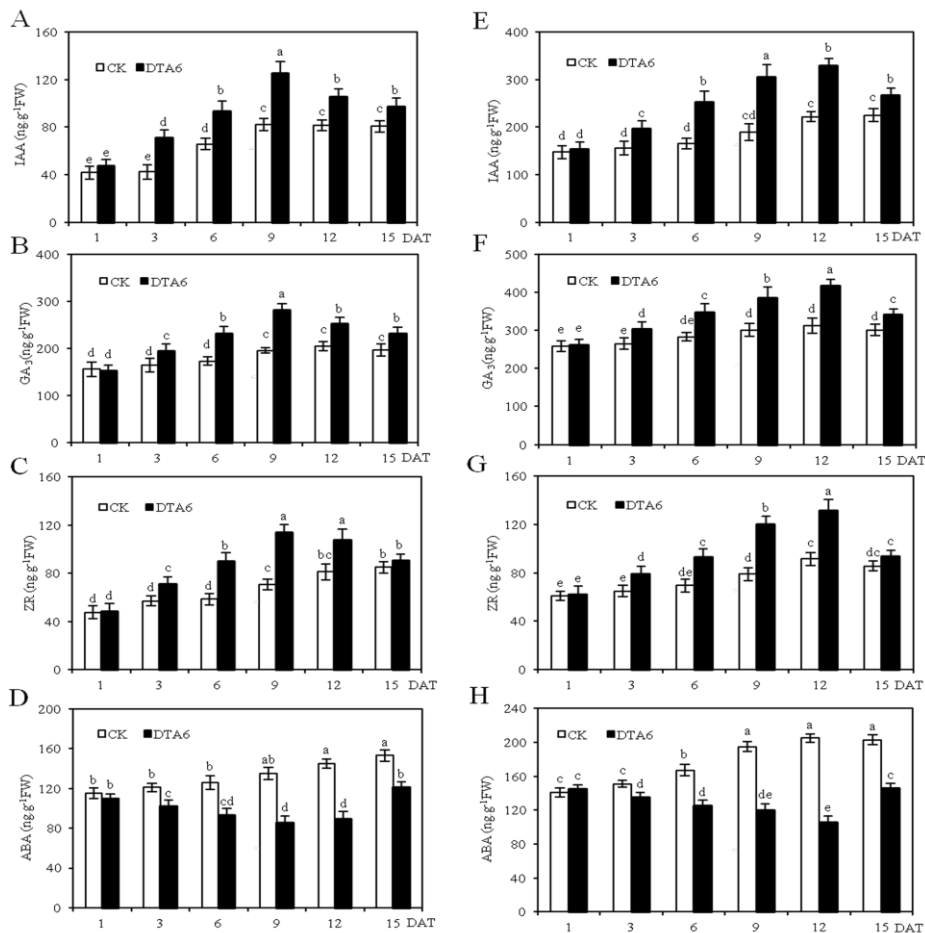 A
160
120
80
40
0
IAA (ng.g-1FW)
CK DTA6
e e e d d b c a c b c b
1 3 6 9 12 15 DAT
E
400
300
200
100
0
IAA (ng.g-1FW)
CK DTA6
d d d c d b cd a c b c b
1 3 6 9 12 15 DAT
B
400
300
200
100
0
GA3(ng.g-1FW)
CK DTA6
d d d c d b c a c b c b
1 3 6 9 12 15 DAT
F
500
400
300
200
100
0
GA3(ng.g-1FW)
CK DTA6
e e e d de c d b d a d c
1 3 6 9 12 15 DAT
C
160
120
80
40
0
ZR (ng.g-1FW)
CK DTA6
d d d c d b c a bc a b b
1 3 6 9 12 15 DAT
G
160
120
80
40
0
ZR (ng.g-1FW)
CK DTA6
e e e d de c d b c a dc c
1 3 6 9 12 15 DAT
D
200
160
120
80
40
0
ABA (ng.g-1FW)
CK DTA6
b b b c b cd ab d a d a b
1 3 6 9 12 15 DAT
H
240
200
160
120
80
40
0
ABA (ng.g-1FW)
CK DTA6
c c c d b d a de a e a c
1 3 6 9 12 15 DAT